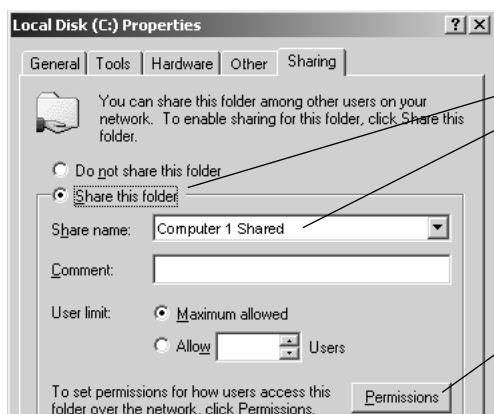 Local Disk (C:) Properties
General Tools Hardware Other Sharing
You can share this folder among other users on your
network. To enable sharing for this folder, click Share this
folder.
Do not share this folder
Share this folder
Share name: Computer 1 Shared
Comment:
User limit: Maximum allowed
Allow Users
To set permissions for how users access this
folder over the network, click Permissions.
Permissions